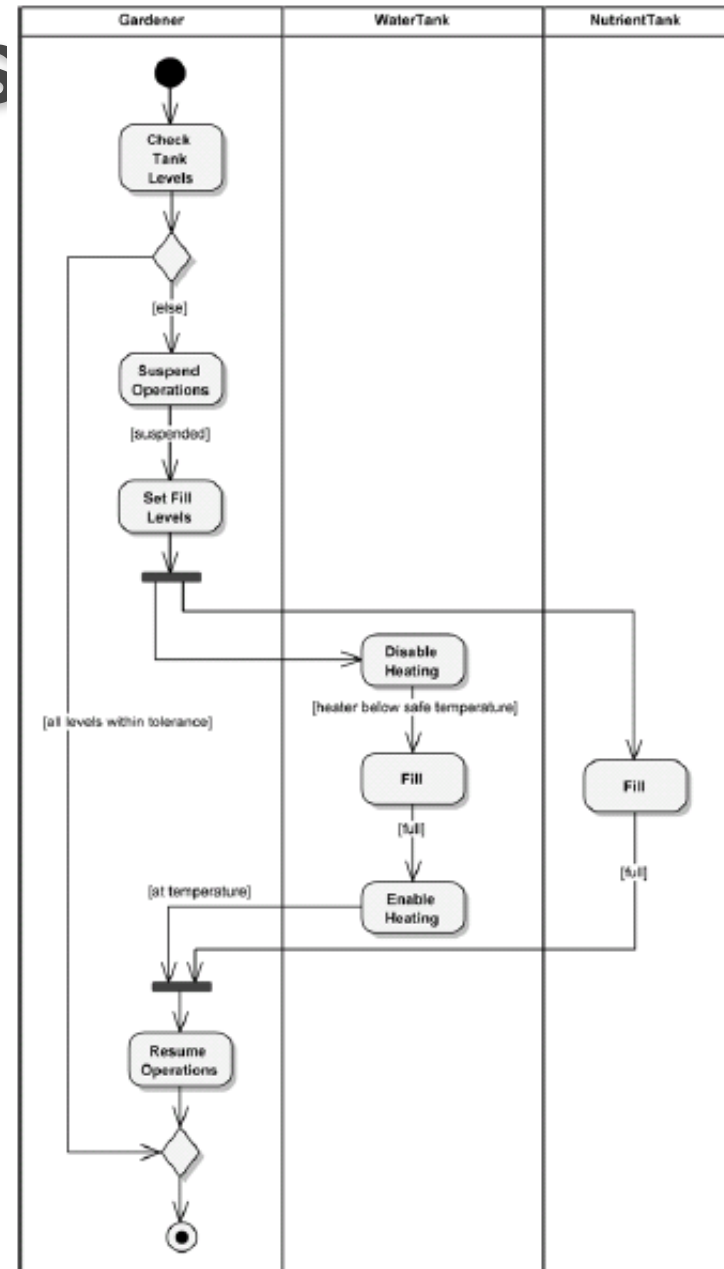 s
Gardener
WaterTank
NutrientTank
Check
Tank
Levels
[else]
Suspend
Operations
[suspended]
Set Fill
Levels
Disable
Heating
[heater below safe temperature]
[all levels within tolerance]
Fill
Fill
[full]
[full]
Enable
Heating
[at temperature]
Resume
Operations